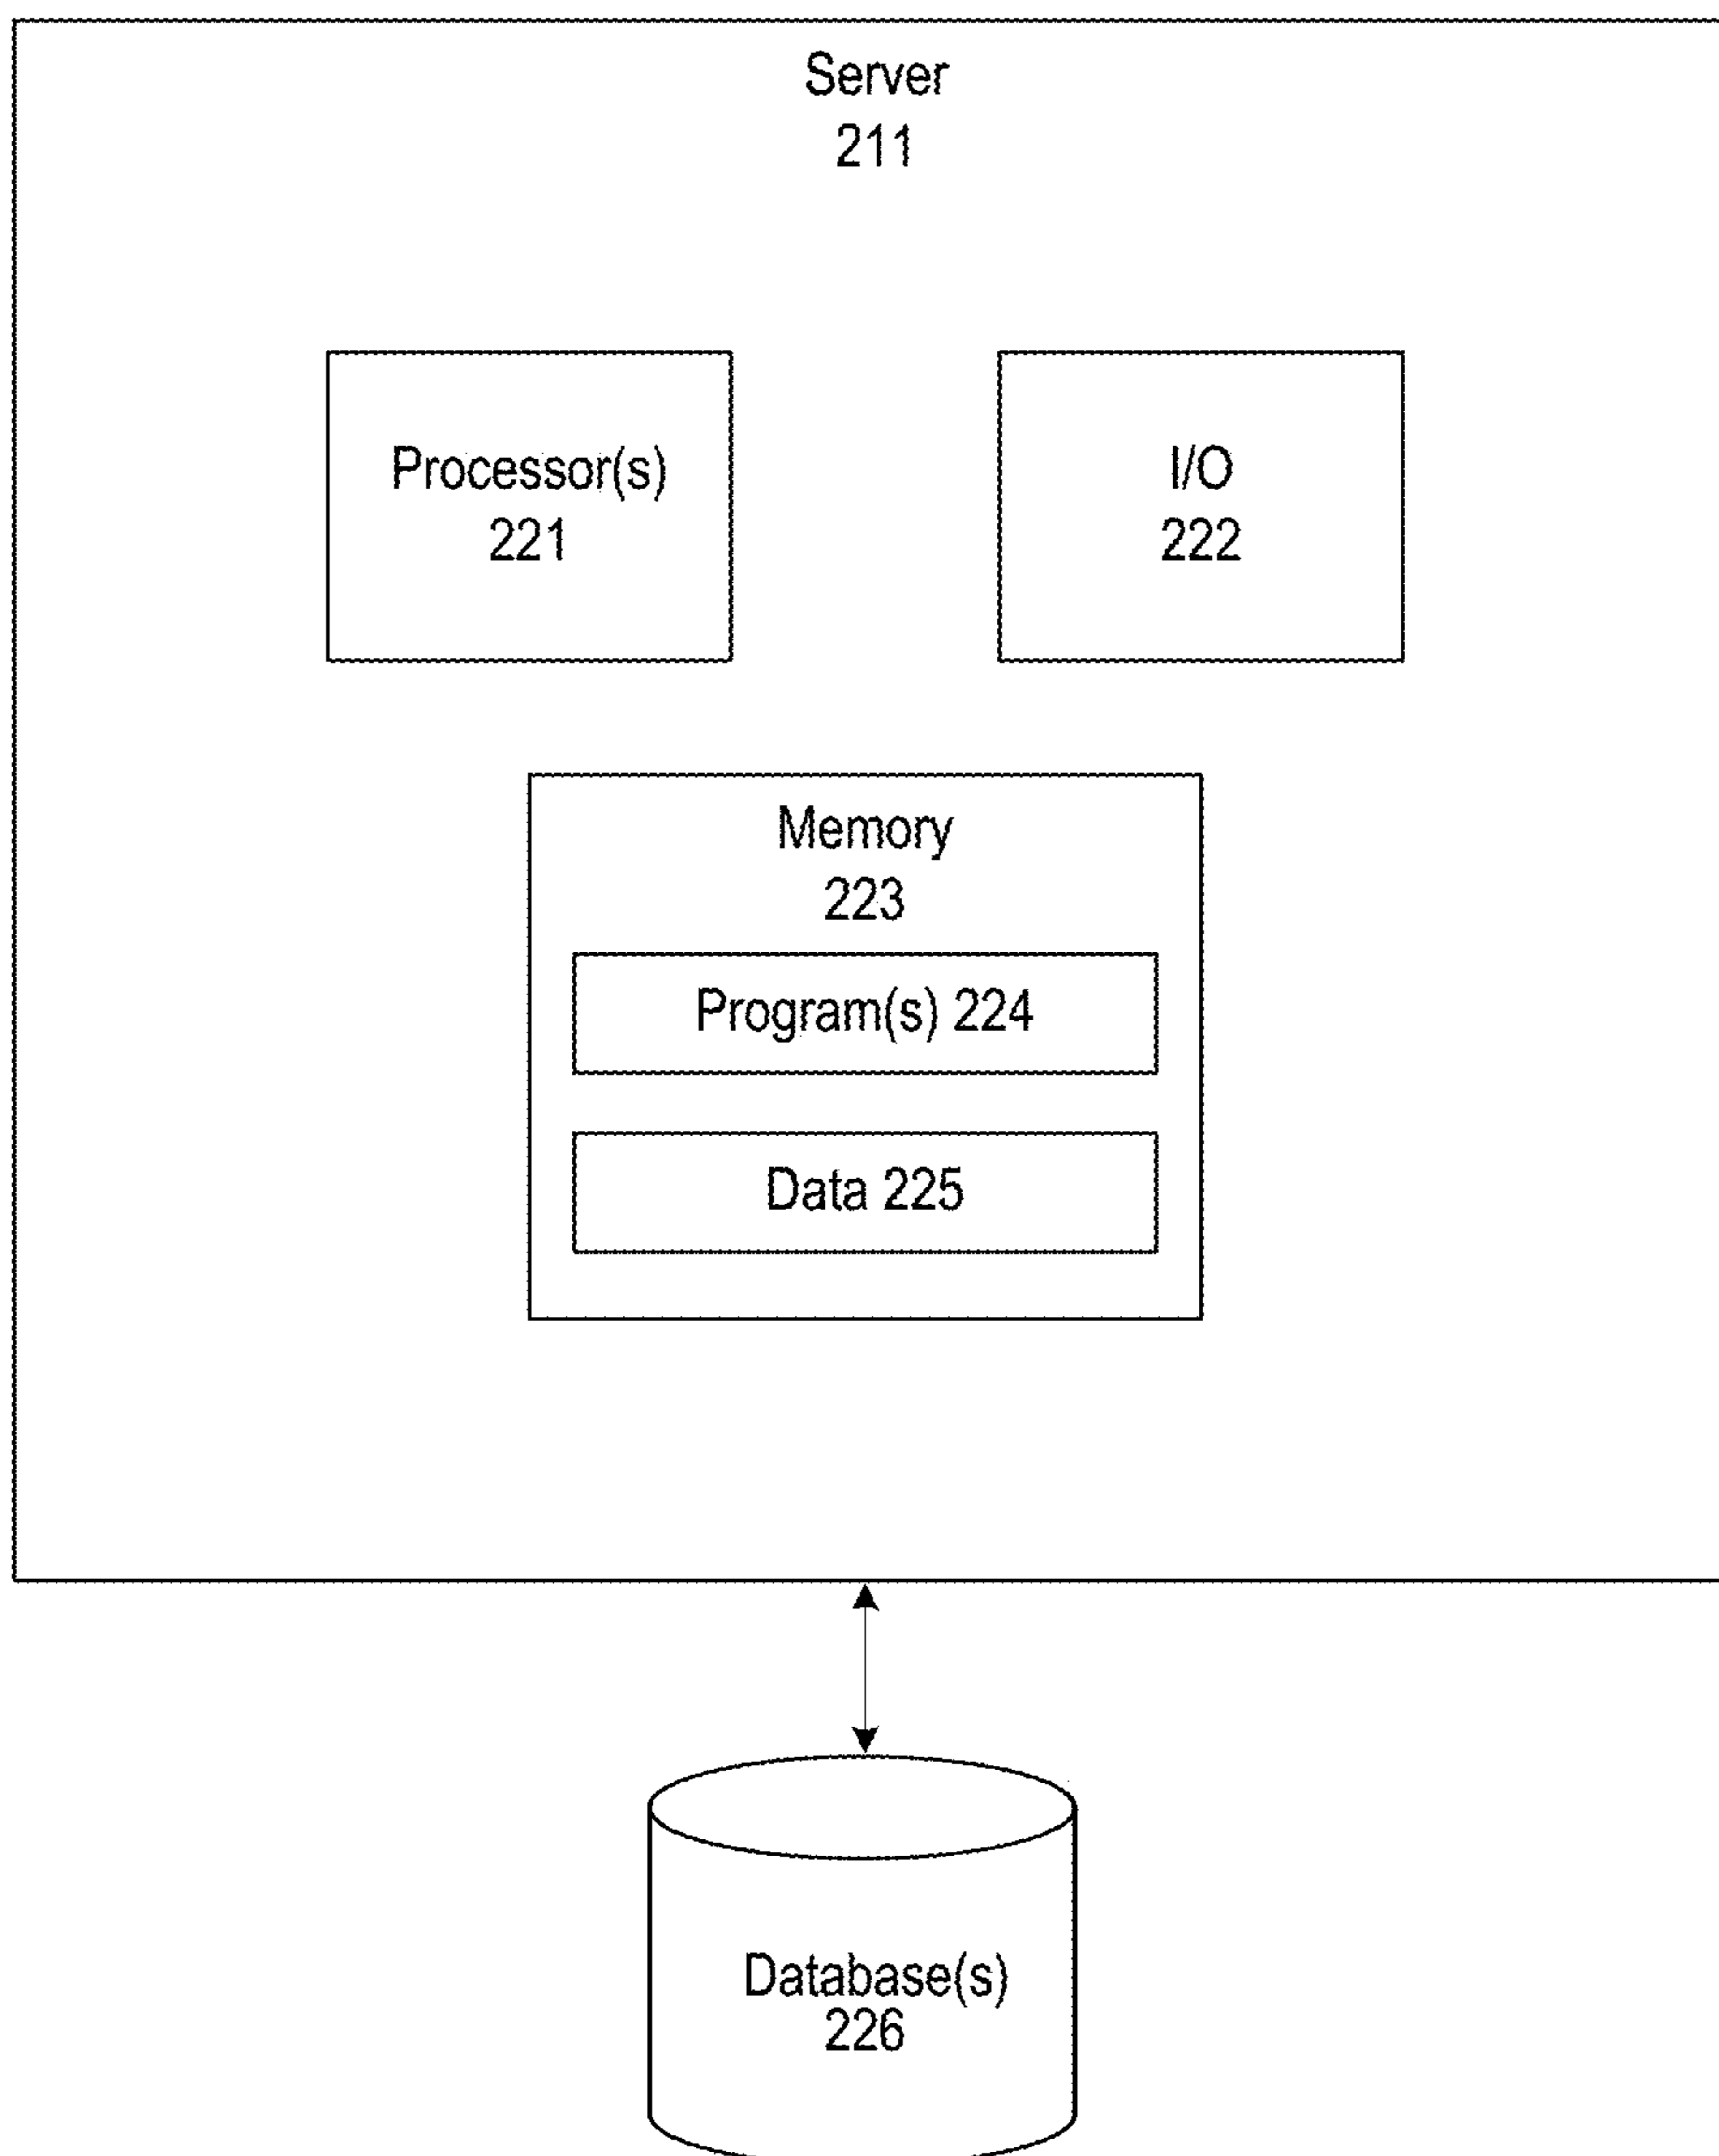 Server
211
Processor(s)
221
I/O
222
Memory
223
Program(s) 224
Data 225
Database(s)
226